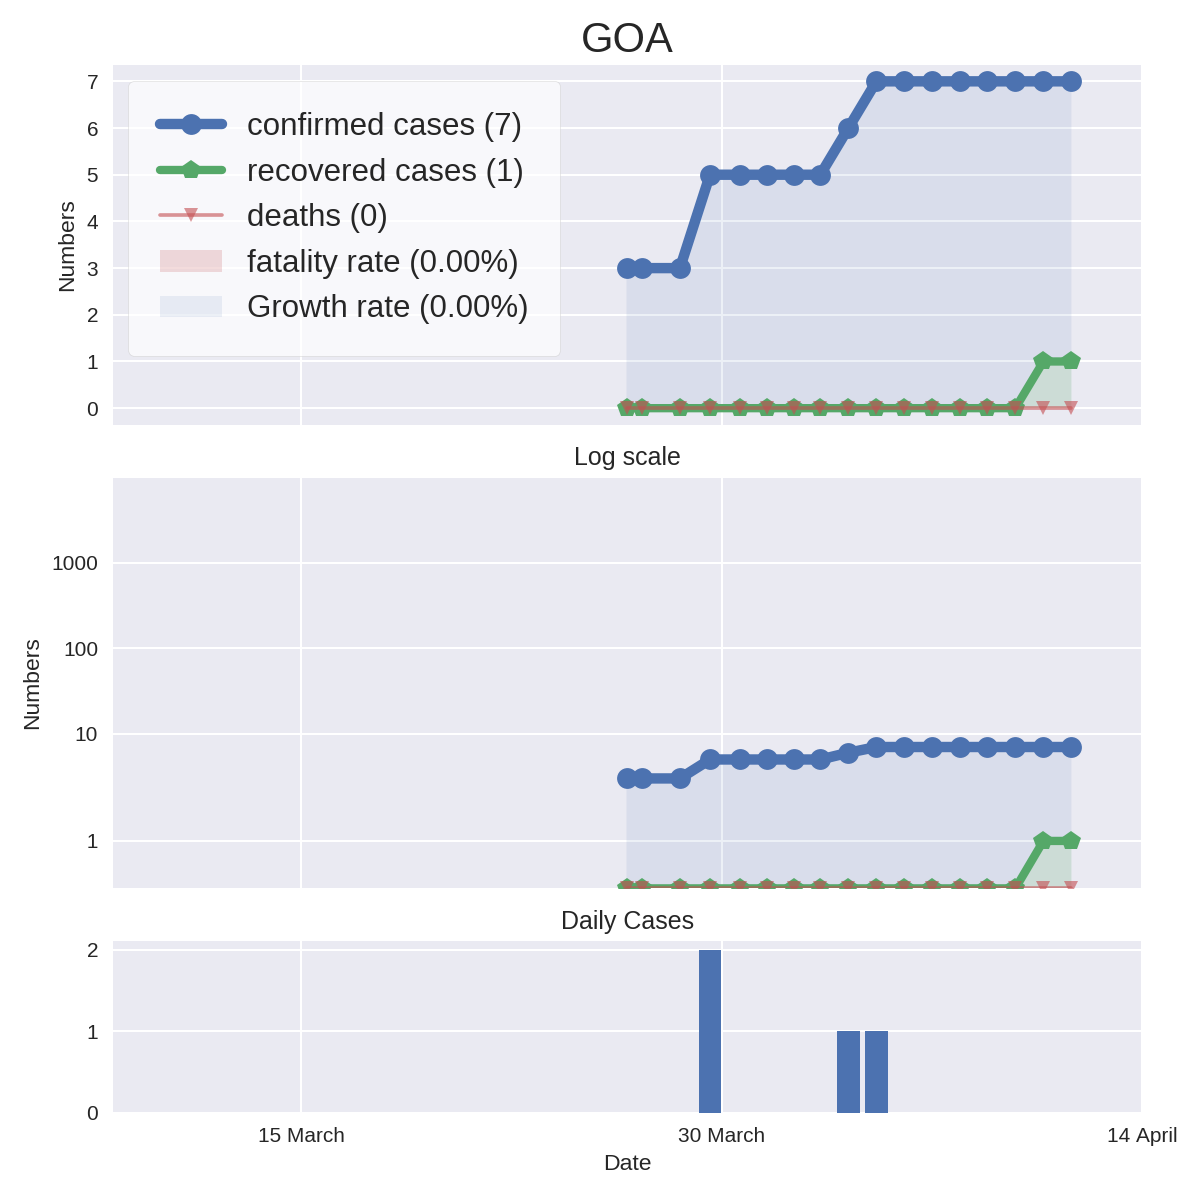 GOA
7
6
5
4
3
2
1
0
Numbers
confirmed cases (7)
recovered cases (1)
deaths (0)
fatality rate (0.00%)
Growth rate (0.00%)
Log scale
1000
100
10
1
Numbers
Daily Cases
2
1
0
15 March
30 March
14 April
Date